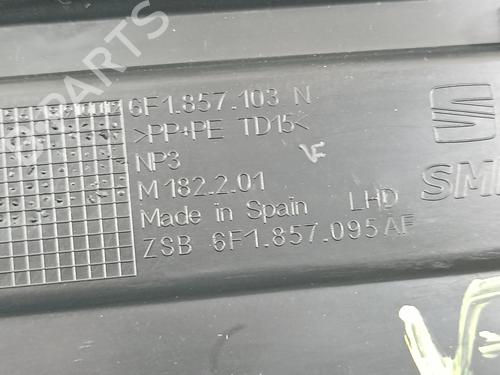 PARTS
6F1.857.103 N
>PP+PE TD15<
NP3
M 182.2.01
Made in Spain LHD
ZSB 6F1.857.095 AF
SM